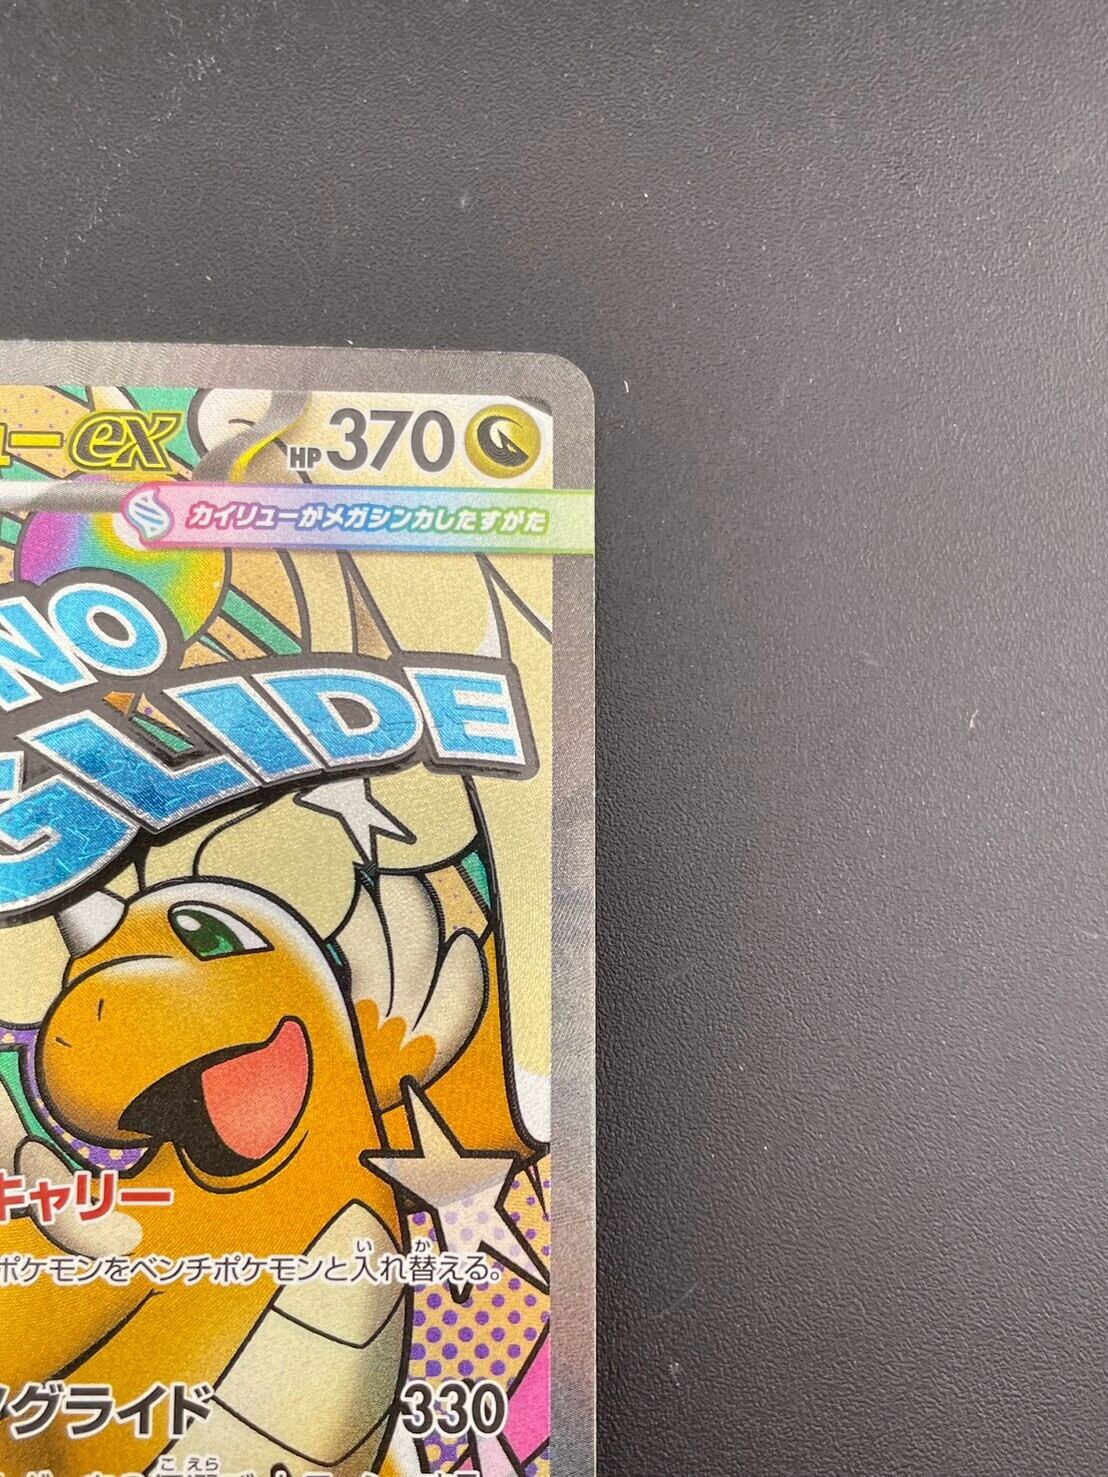 ューex HP370
カイリューがメガシンカしたすがた
NO
GLIDE
キャリー
ポケモンをベンチポケモンと入れ替える。
グライド 330